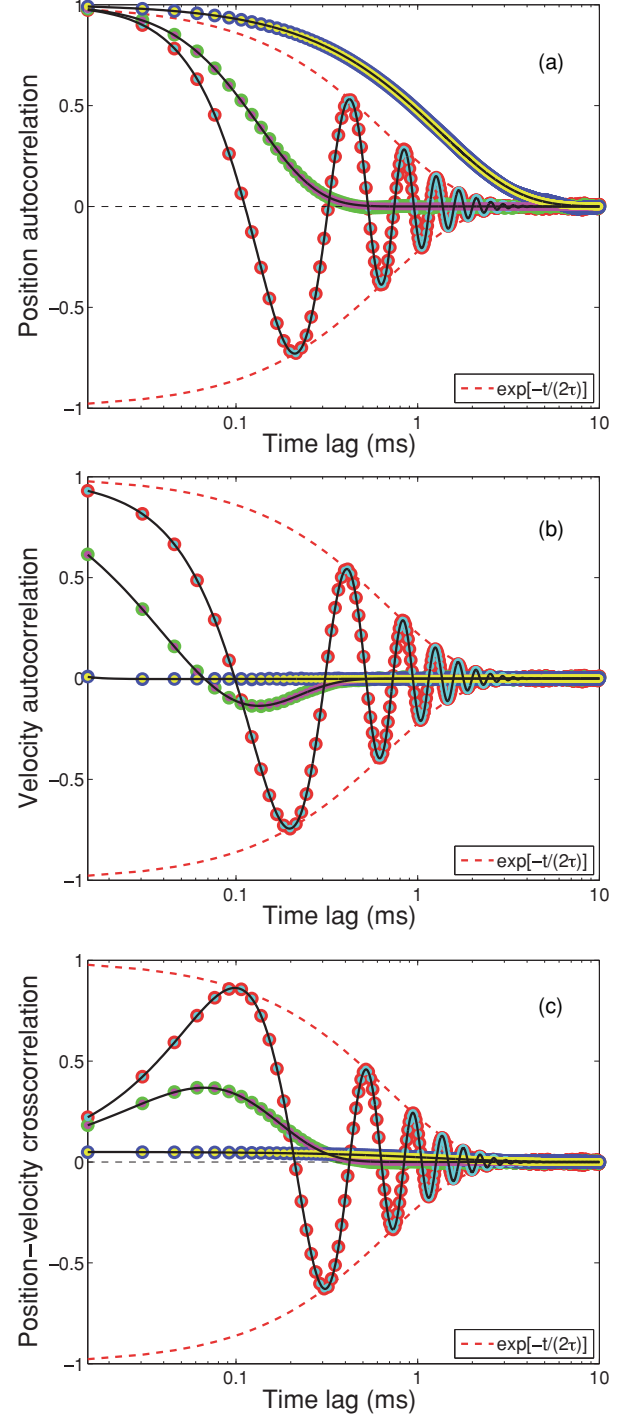 (a)
Position autocorrelation
0.5
0
−0.5
−1
exp[−t/(2τ)]
0.1
1
10
Time lag (ms)
(b)
Velocity autocorrelation
1
0.5
0
−0.5
−1
exp[−t/(2τ)]
0.1
1
10
Time lag (ms)
(c)
Position−velocity crosscorrelation
1
0.5
0
−0.5
−1
exp[−t/(2τ)]
0.1
1
10
Time lag (ms)